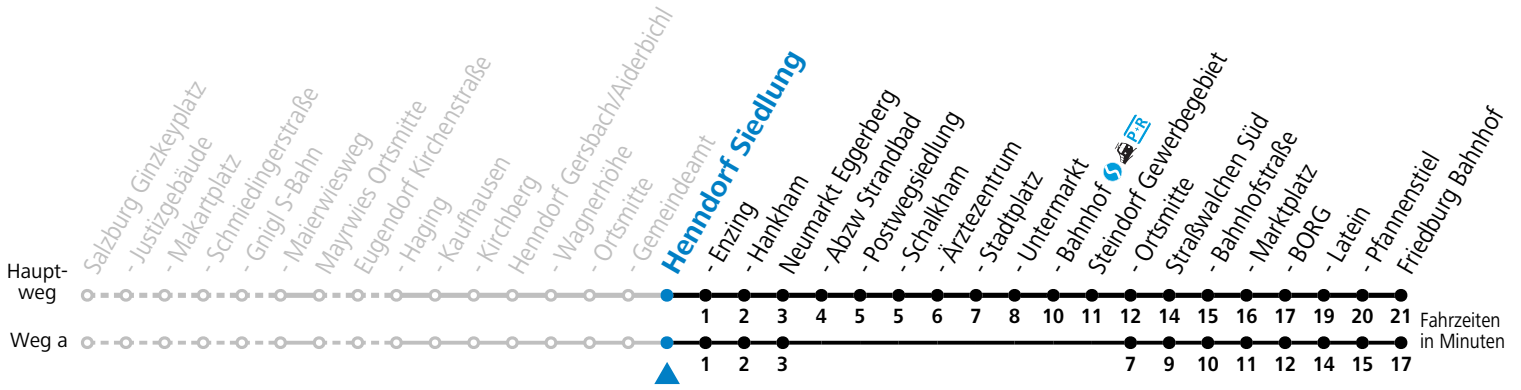 Salzburg Ginzkeyplatz
- Justizgebäude
- Makartplatz
- Schmiedingerstraße
- Gnigl S-Bahn
- Maierwiesweg
Mayrwies Ortsmitte
Eugendorf Kirchenstraße
- Haging
- Kaufhausen
- Kirchberg
Henndorf Gersbach/Aiderbichl
- Wagnerhöhe
- Ortsmitte
- Gemeindeamt
Henndorf Siedlung
- Enzing
- Hankham
Neumarkt Eggerberg
- Abzw Strandbad
- Postwegsiedlung
- Schalkham
- Ärztezentrum
- Stadtplatz
- Untermarkt
- Bahnhof S P+R
Steindorf Gewerbegebiet
- Ortsmitte
Straßwalchen Süd
- Bahnhofstraße
- Marktplatz
- BORG
- Latein
- Pfannenstiel
Friedburg Bahnhof
Haupt-
weg
1 2 3 4 5 5 6 7 8 10 11 12 14 15 16 17 19 20 21
Fahrzeiten
in Minuten
Weg a
1 2 3 7 9 10 11 12 14 15 17